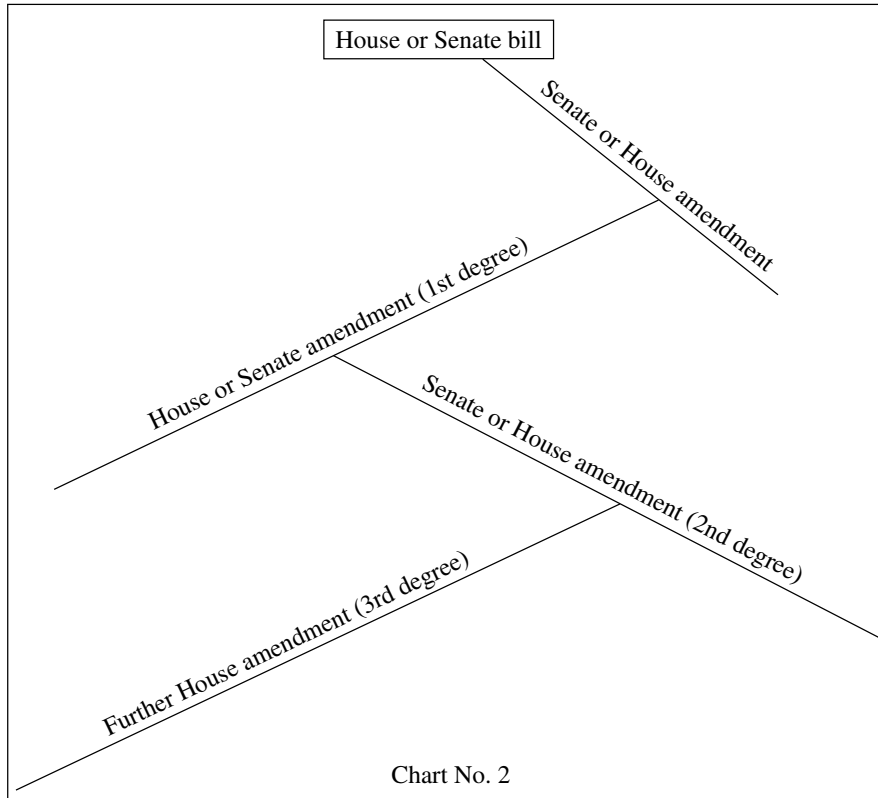 House or Senate bill
Senate or House amendment
House or Senate amendment (1st degree)
Senate or House amendment (2nd degree)
Further House amendment (3rd degree)
Chart No. 2